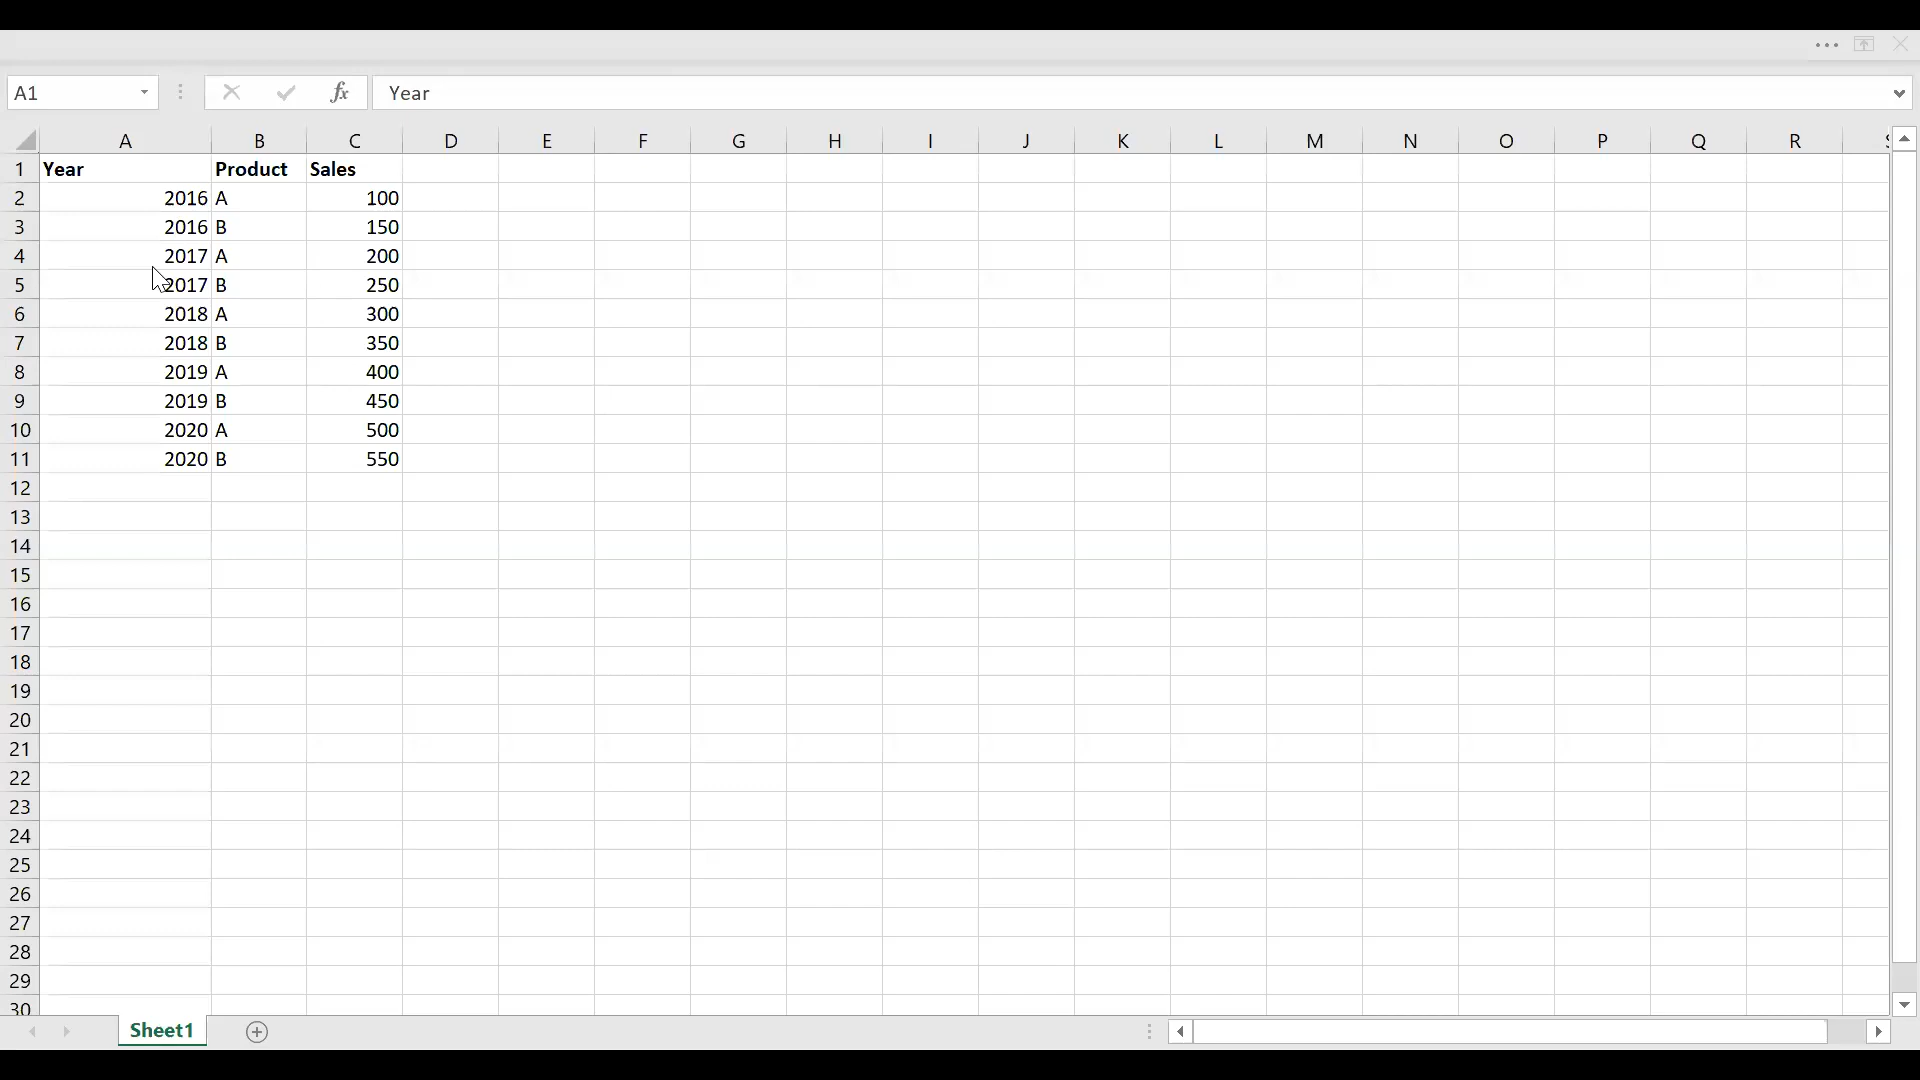 A1 fx Year
A B C D E F G H I J K L M N O P Q R
1 Year Product Sales
2 2016 A 100
3 2016 B 150
4 2017 A 200
5 2017 B 250
6 2018 A 300
7 2018 B 350
8 2019 A 400
9 2019 B 450
10 2020 A 500
11 2020 B 550
12
13
14
15
16
17
18
19
20
21
22
23
24
25
26
27
28
29
30
Sheet1